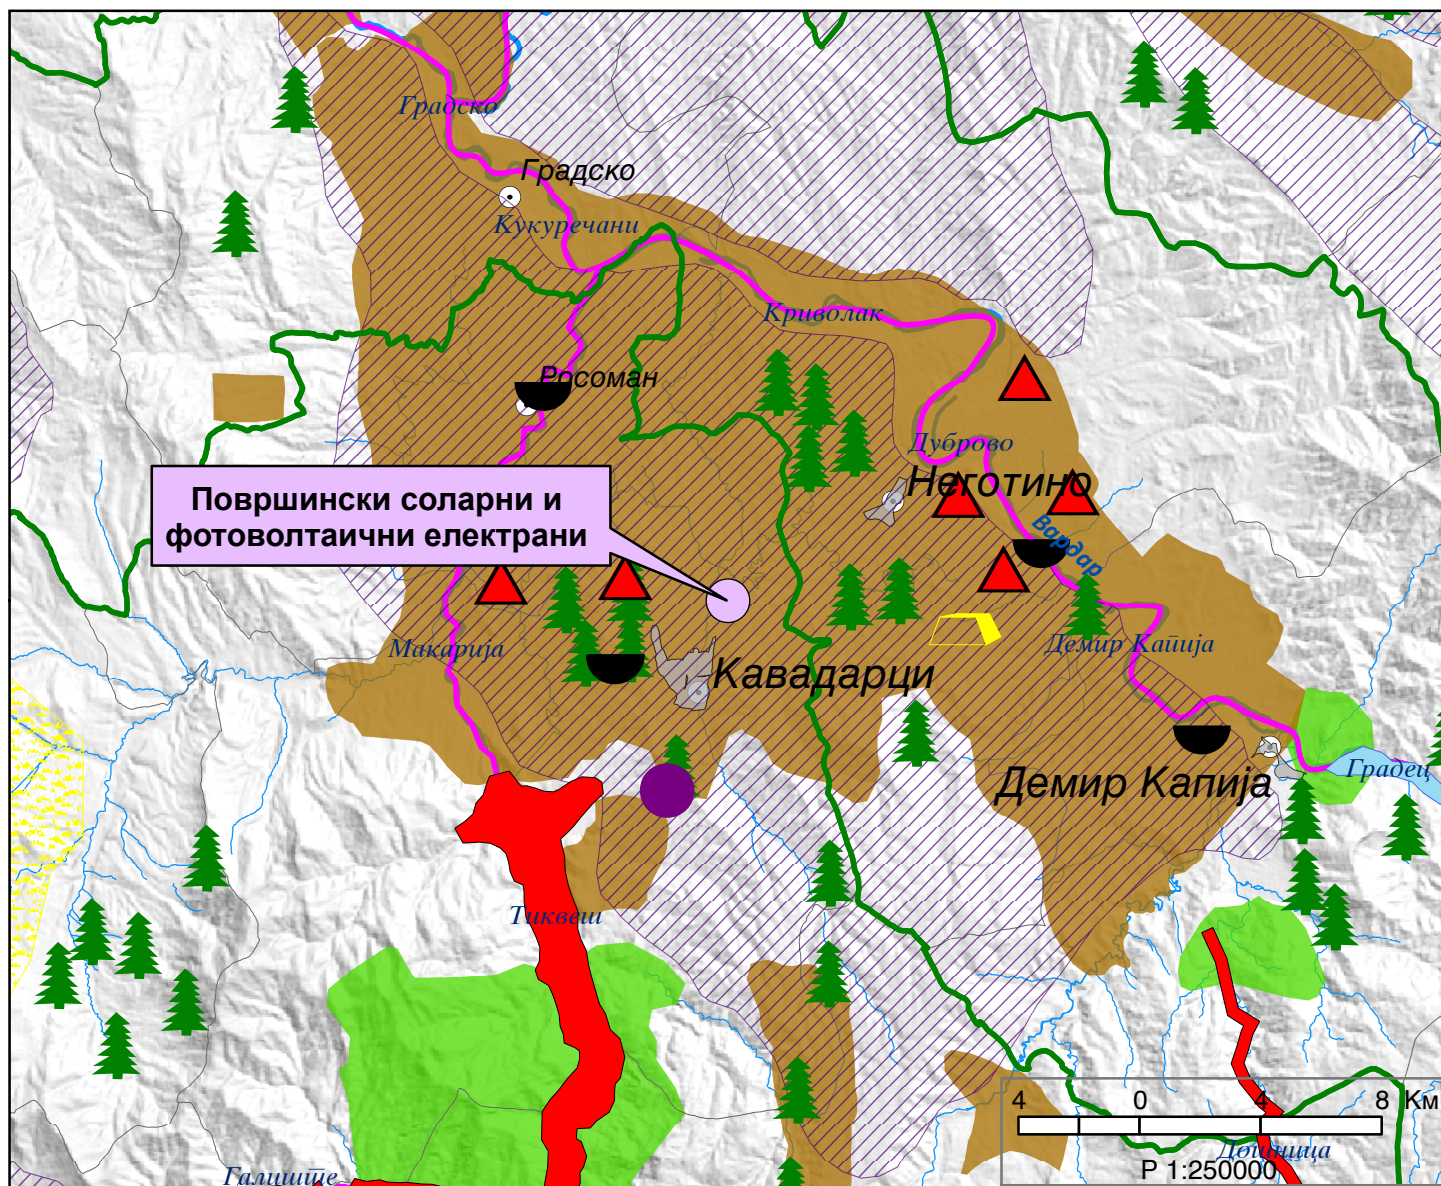 Градско
Градско
Кукуречани
Криволак
Росоман
Дуброво
Неготино
Површински соларни и
фотоволтаични електрани
Вардар
Макарија
Демир Капија
Кавадарци
Демир Капија
Градец
Тиквеш
4 0 4 8 Км
Дошница
Р 1:250000
Галиште